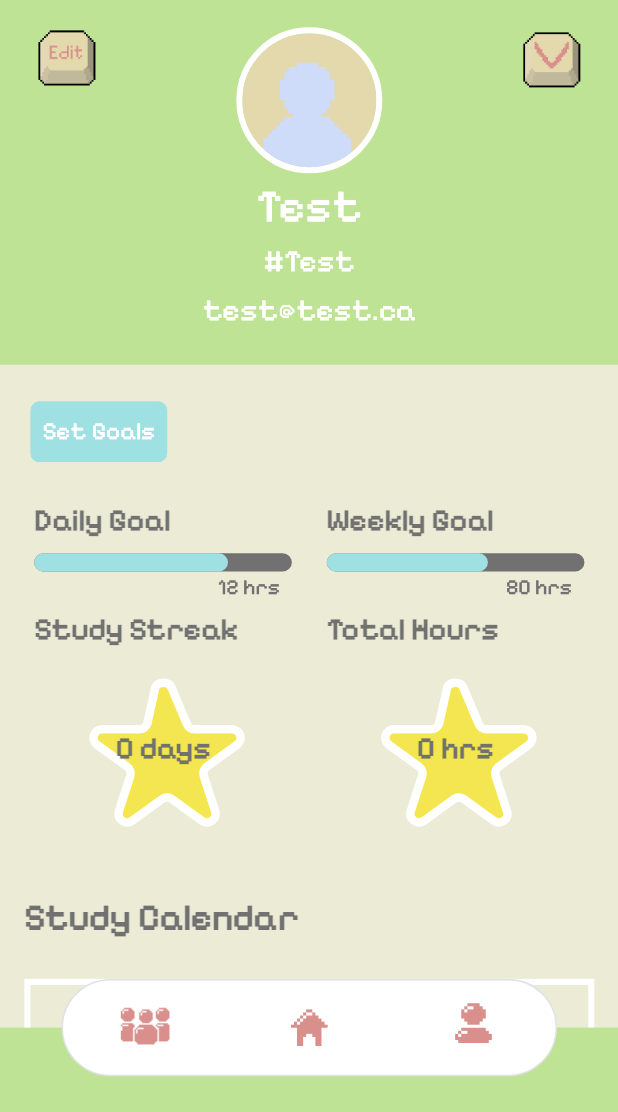 Edit
Test
#Test
test@test.ca
Set Goals
Daily Goal
Weekly Goal
12 hrs
80 hrs
Study Streak
Total Hours
0 days
0 hrs
Study Calendar